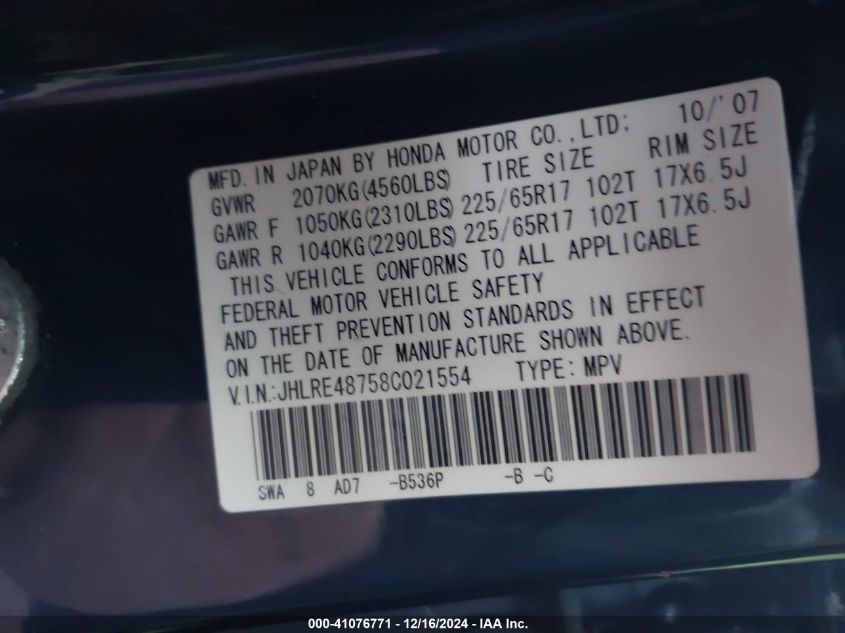 MFD. IN JAPAN BY HONDA MOTOR CO.,LTD; 10/'07
GVWR 2070KG(4560LBS) TIRE SIZE RIM SIZE
GAWR F 1050KG(2310LBS) 225/65R17 102T 17X6.5J
GAWR R 1040KG(2290LBS) 225/65R17 102T 17X6.5J
THIS VEHICLE CONFORMS TO ALL APPLICABLE
FEDERAL MOTOR VEHICLE SAFETY
AND THEFT PREVENTION STANDARDS IN EFFECT
ON THE DATE OF MANUFACTURE SHOWN ABOVE.
V.I.N:JHLRE48758C021554 TYPE: MPV
SWA 8 AD7 -B536P -B -C
000-41076771 - 12/16/2024 - IAA Inc.